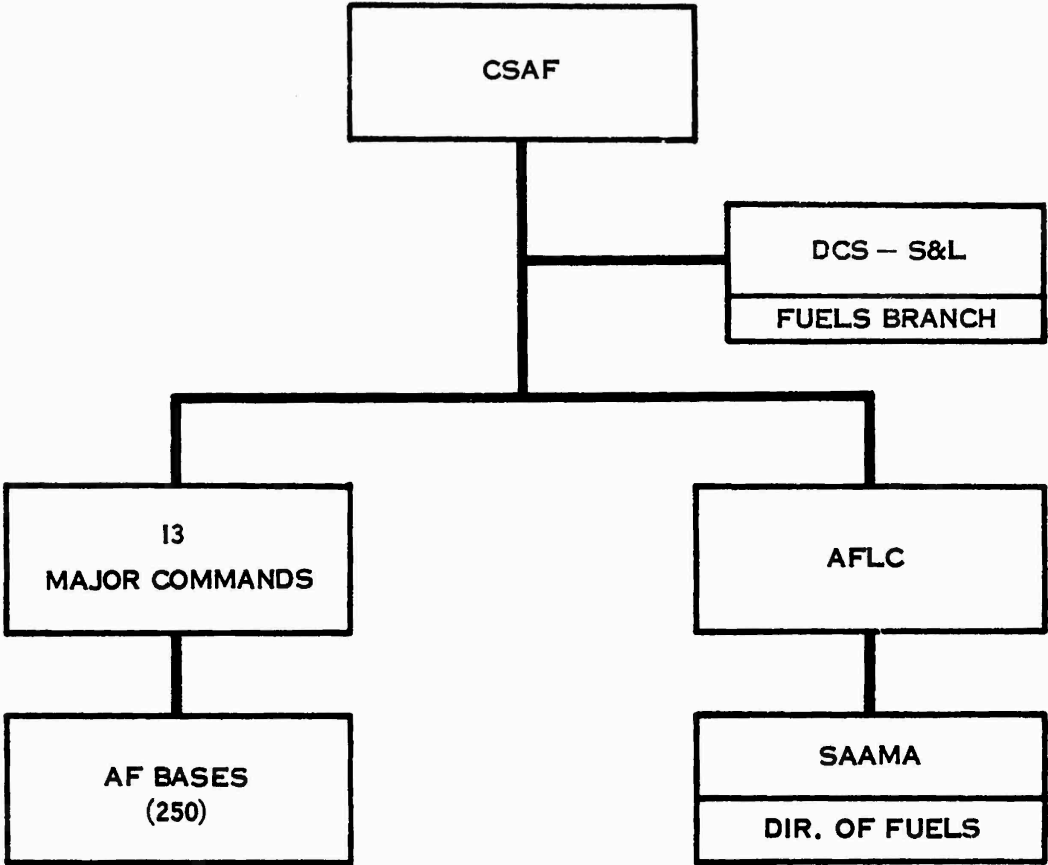 CSAF
DCS – S&L
FUELS BRANCH
13
MAJOR COMMANDS
AFLC
AF BASES
(250)
SAAMA
DIR. OF FUELS